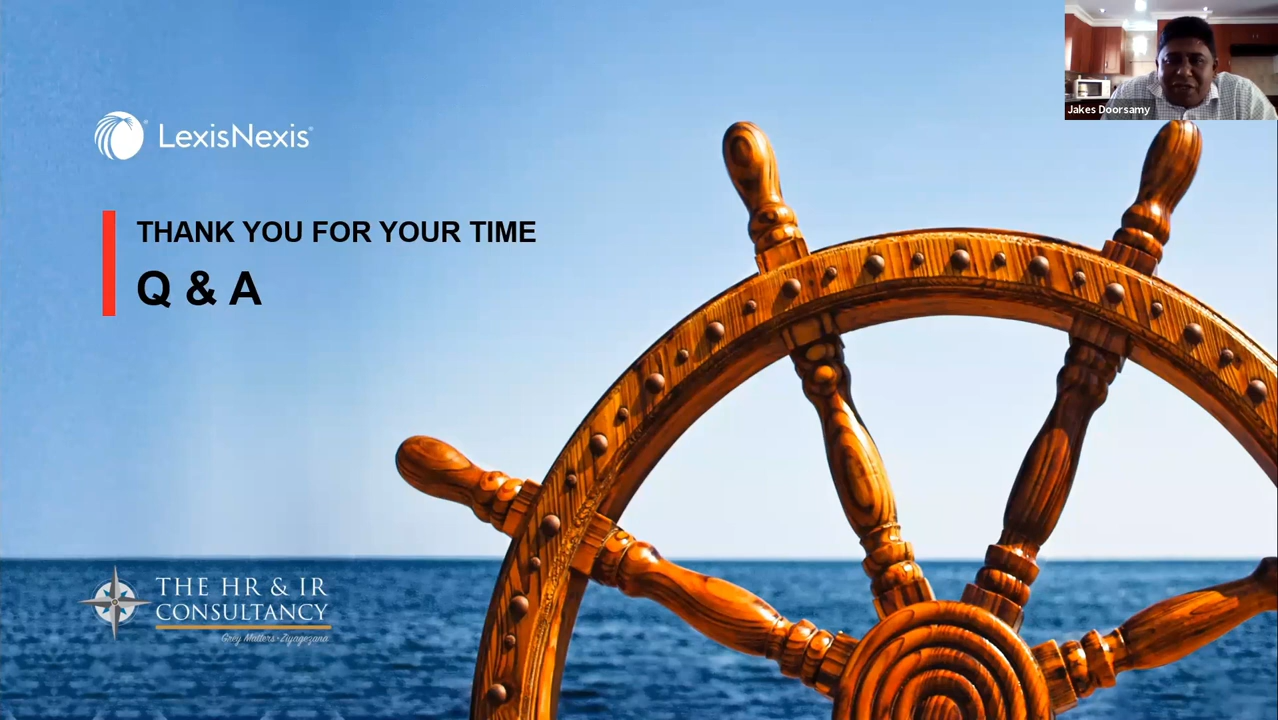 Jakes Doorsamy
LexisNexis®
THANK YOU FOR YOUR TIME
Q & A
THE HR & IR
CONSULTANCY
Grey Matters - Ziyagezana